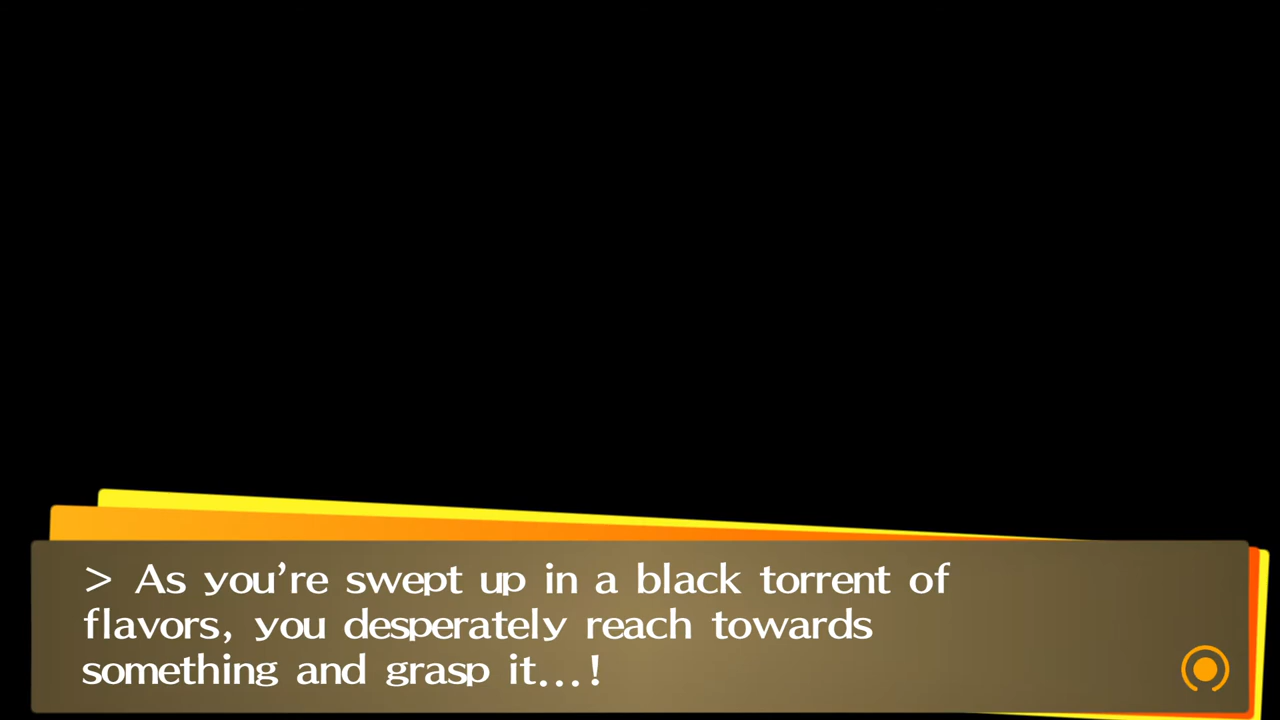 > As you’re swept up in a black torrent of
flavors, you desperately reach towards
something and grasp it...!